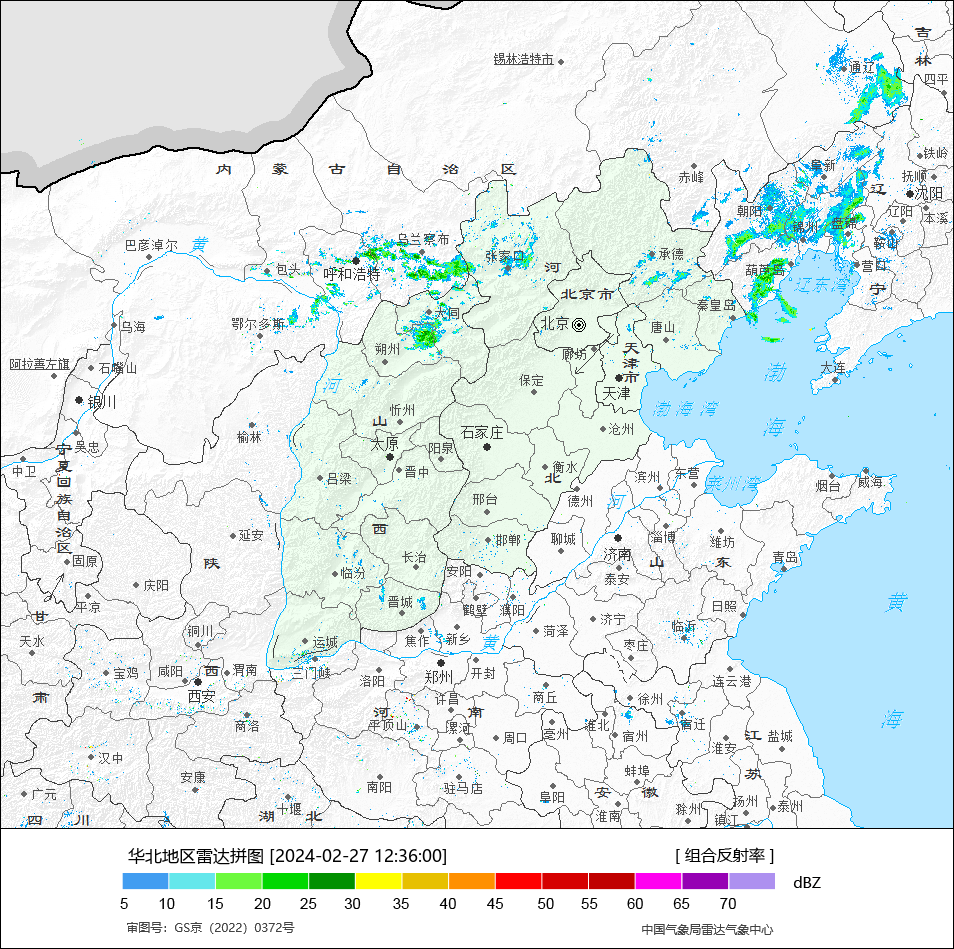 吉
林
锡林浩特市
通辽
四平
内 蒙 古 自 治 区
铁岭
阜新
抚顺
赤峰
辽
沈阳
朝阳
辽阳
本溪
锦州
盘锦
鞍山
巴彦淖尔
黄
乌兰察布
张家口
河
承德
包头
呼和浩特
葫芦岛
营口
辽东湾
宁
北京市
秦皇岛
鄂尔多斯
大同
北京
唐山
乌海
朔州
廊坊
天
津
市
阿拉善左旗
石嘴山
大连
渤
河
保定
天津
银川
忻州
渤海湾
山
海
太原
石家庄
沧州
榆林
吴忠
阳泉
宁
夏
回
族
自
治
区
中卫
晋中
衡水
滨州
东营
吕梁
北
莱州湾
烟台
威海
邢台
德州
河
西
延安
邯郸
聊城
济南
淄博
潍坊
固原
陕
长治
山
东
青岛
临汾
安阳
泰安
庆阳
平凉
晋城
鹤壁
濮阳
日照
黄
甘
济宁
天水
铜川
焦作
新乡
菏泽
临沂
运城
黄
枣庄
宝鸡
咸阳
西
渭南
三门峡
郑州
开封
洛阳
连云港
肃
西安
许昌
商丘
徐州
河
南
商洛
平顶山
漯河
淮北
宿迁
海
亳州
宿州
周口
江
盐城
淮安
汉中
安康
南阳
驻马店
蚌埠
苏
广元
阜阳
安
徽
十堰
扬州
泰州
滁州
四
川
湖
北
淮南
镇江
华北地区雷达拼图 [2024-02-27 12:36:00]
[ 组合反射率 ]
dBZ
5 10 15 20 25 30 35 40 45 50 55 60 65 70
审图号：GS京（2022）0372号
中国气象局雷达气象中心